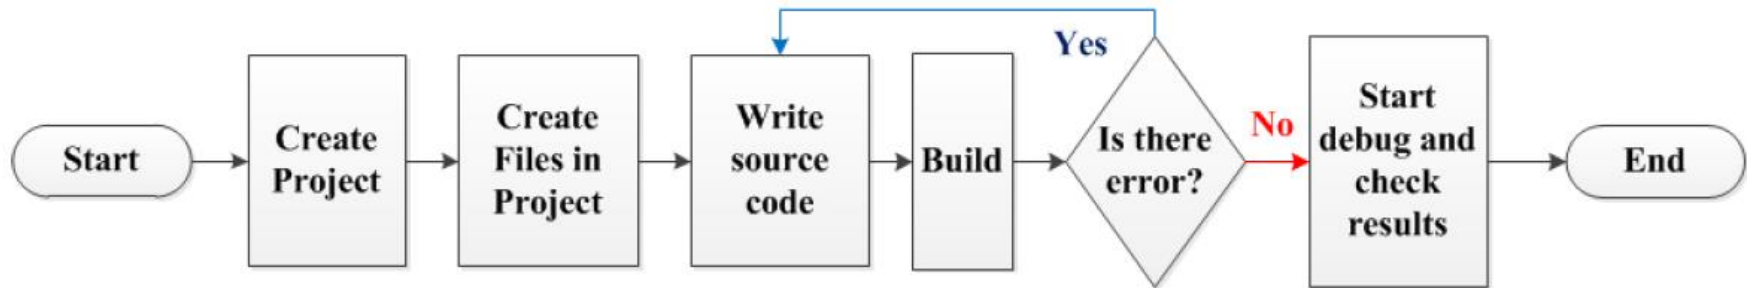 Start
Create
Project
Create
Files in
Project
Write
source
code
Build
Yes
Is there
error?
No
Start
debug and
check
results
End